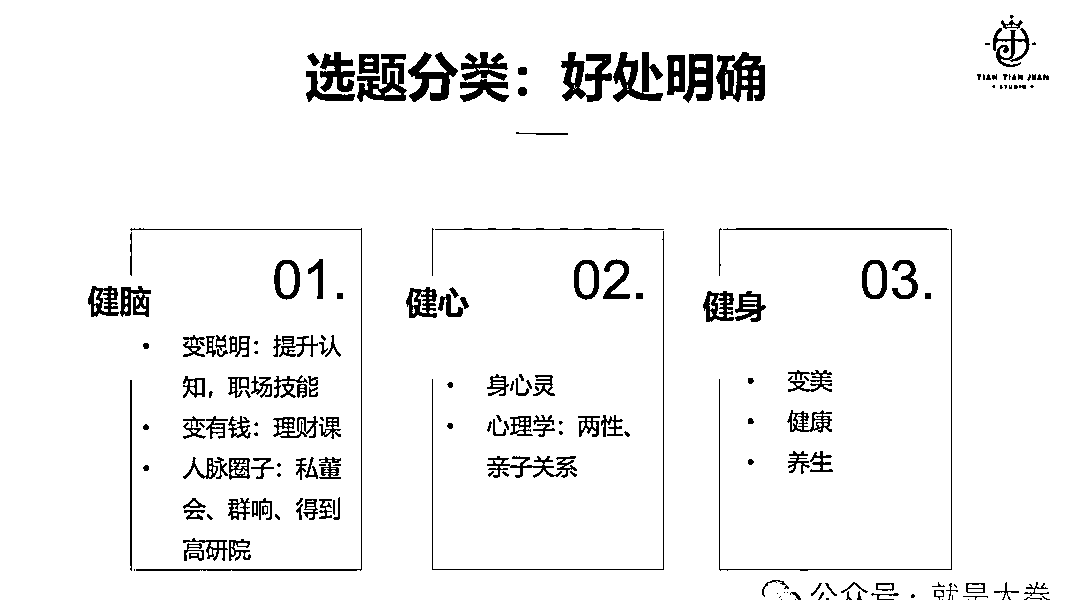 TIAN TIAN JUAN
STUDIO
选题分类：好处明确
01.
健脑
• 变聪明：提升认
知，职场技能
• 变有钱：理财课
• 人脉圈子：私董
会、群响、得到
高研院
02.
健心
• 身心灵
• 心理学：两性、
亲子关系
03.
健身
• 变美
• 健康
• 养生
公众号 · 就是大卷